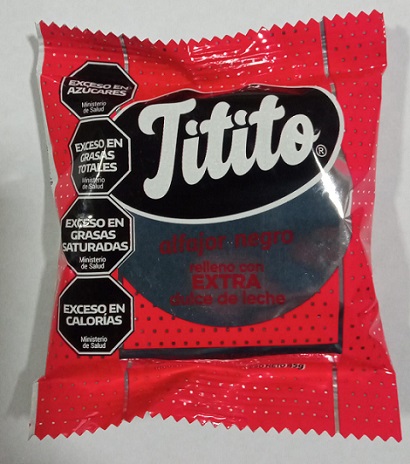 EXCESO EN
AZÚCARES
Ministerio
de Salud
EXCESO EN
GRASAS
TOTALES
Ministerio
de Salud
EXCESO EN
GRASAS
SATURADAS
Ministerio
de Salud
EXCESO EN
CALORÍAS
Ministerio
de Salud
Titito®
alfajor negro
relleno con
EXTRA
dulce de leche